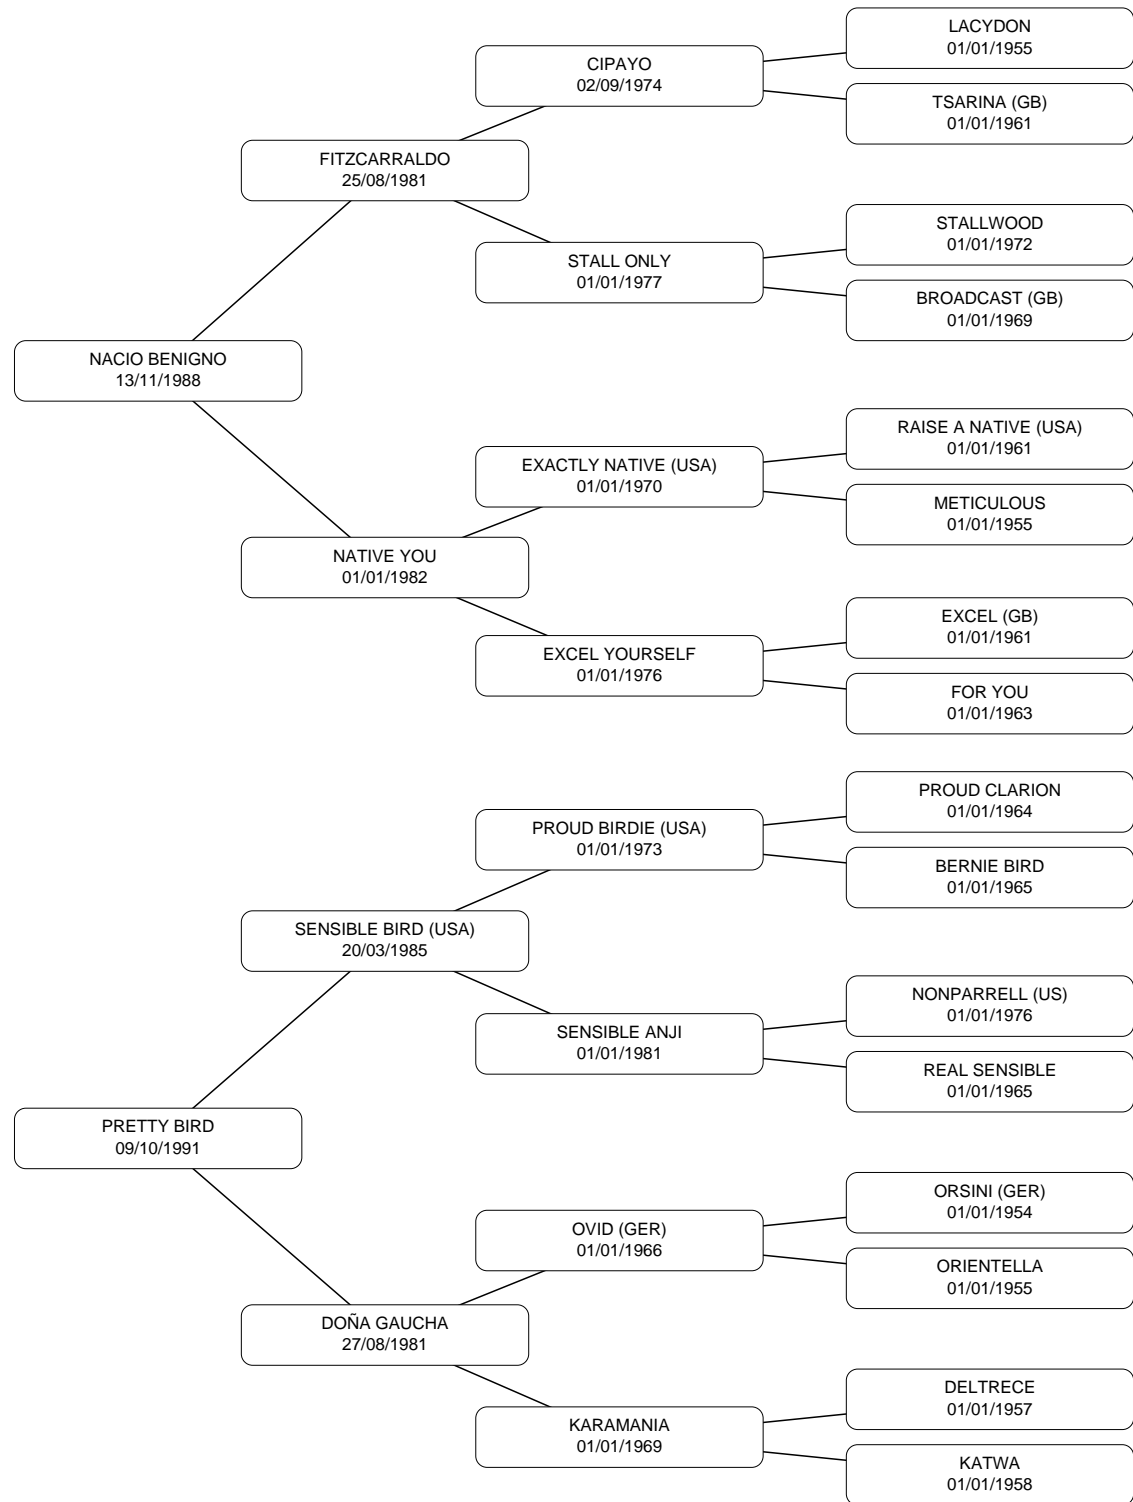 LACYDON
01/01/1955
CIPAYO
02/09/1974
TSARINA (GB)
01/01/1961
FITZCARRALDO
25/08/1981
STALLWOOD
01/01/1972
STALL ONLY
01/01/1977
BROADCAST (GB)
01/01/1969
NACIO BENIGNO
13/11/1988
RAISE A NATIVE (USA)
01/01/1961
EXACTLY NATIVE (USA)
01/01/1970
METICULOUS
01/01/1955
NATIVE YOU
01/01/1982
EXCEL (GB)
01/01/1961
EXCEL YOURSELF
01/01/1976
FOR YOU
01/01/1963
PROUD CLARION
01/01/1964
PROUD BIRDIE (USA)
01/01/1973
BERNIE BIRD
01/01/1965
SENSIBLE BIRD (USA)
20/03/1985
NONPARRELL (US)
01/01/1976
SENSIBLE ANJI
01/01/1981
REAL SENSIBLE
01/01/1965
PRETTY BIRD
09/10/1991
ORSINI (GER)
01/01/1954
OVID (GER)
01/01/1966
ORIENTELLA
01/01/1955
DOÑA GAUCHA
27/08/1981
DELTRECE
01/01/1957
KARAMANIA
01/01/1969
KATWA
01/01/1958